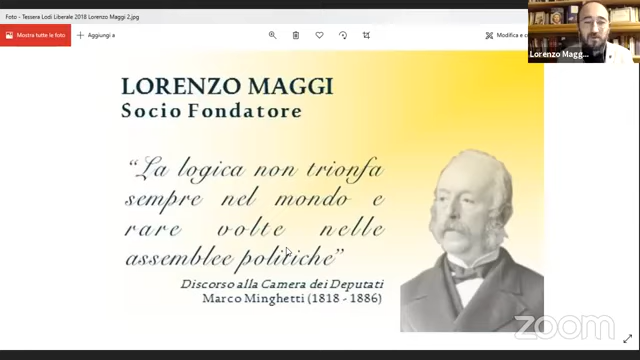 Foto - Tessera Lodi Liberale 2018 Lorenzo Maggi 2.jpg
Mostra tutte le foto
Aggiungi a
Modifica e c
Lorenzo Magg...
LORENZO MAGGI
Socio Fondatore
“La logica non trionfa
sempre nel mondo e
rare volte nelle
assemblee politiche”
Discorso alla Camera dei Deputati
Marco Minghetti (1818 - 1886)
zoom